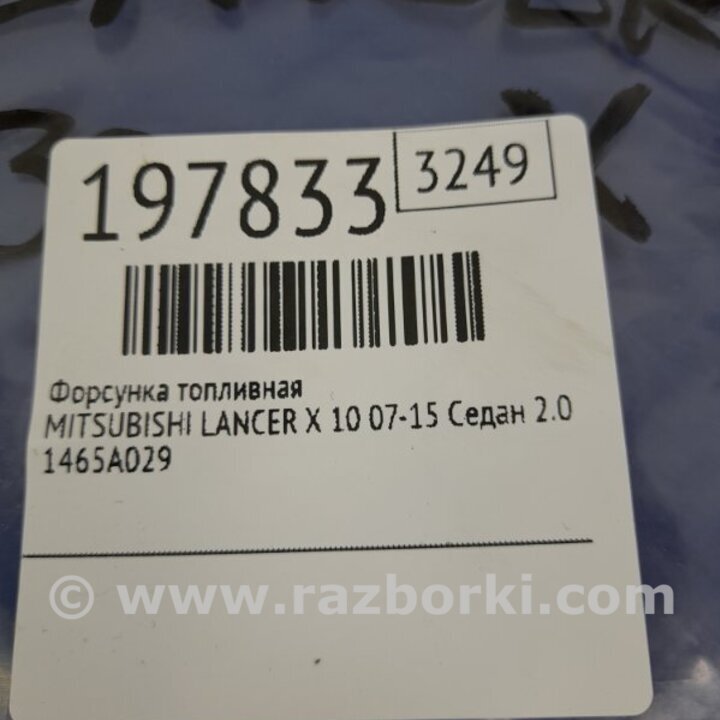 X
197833
3249
Форсунка топливная
MITSUBISHI LANCER X 10 07-15 Седан 2.0
1465A029
© www.razborki.com